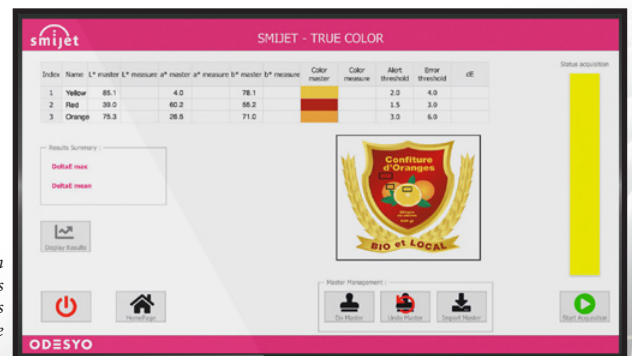 smijet
SMIJET - TRUE COLOR
Index Name L* master L* measure a* master a* measure b* master b* measure Color master Color measure Alert threshold Error threshold dE
1 Yellow 85.1 4.0 78.1 2.0 4.0
2 Red 39.0 60.2 55.2 1.5 3.0
3 Orange 75.3 26.5 71.0 3.0 6.0
Status acquisition
Results Summary :
DeltaE max
DeltaE mean
Display Results
Confiture
d'Oranges
BIO et LOCAL
Master Management :
HomePage
Do Master
Undo Master
Import Master
Start Acquisition
ODESYO